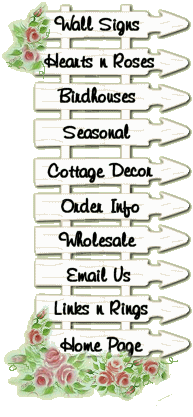 Wall Signs
Hearts n Roses
Birdhouses
Seasonal
Cottage Decor
Order Info
Wholesale
Email Us
Links n Rings
Home Page